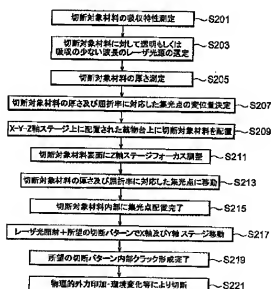 切断対象材料の吸収特性測定
S201
切断対象材料に対して透明もしくは
吸収の少ない波長のレーザ光源の選定
S203
切断対象材料の厚さ測定
S205
切断対象材料の厚さ及び屈折率に対応した集光点の変位量決定
S207
X-Y-Z軸ステージ上に配置された載物台上に切断対象材料を配置
S209
切断対象材料表面にZ軸ステージフォーカス調整
S211
切断対象材料の厚さ及び屈折率に対応した集光点に移動
S213
切断対象材料内部に集光点配置完了
S215
レーザ光照射+所望の切断パターンでX軸及びY軸ステージ移動
S217
所望の切断パターン内部クラック形成完了
S219
物理的外力印加・環境変化等により切断
S221